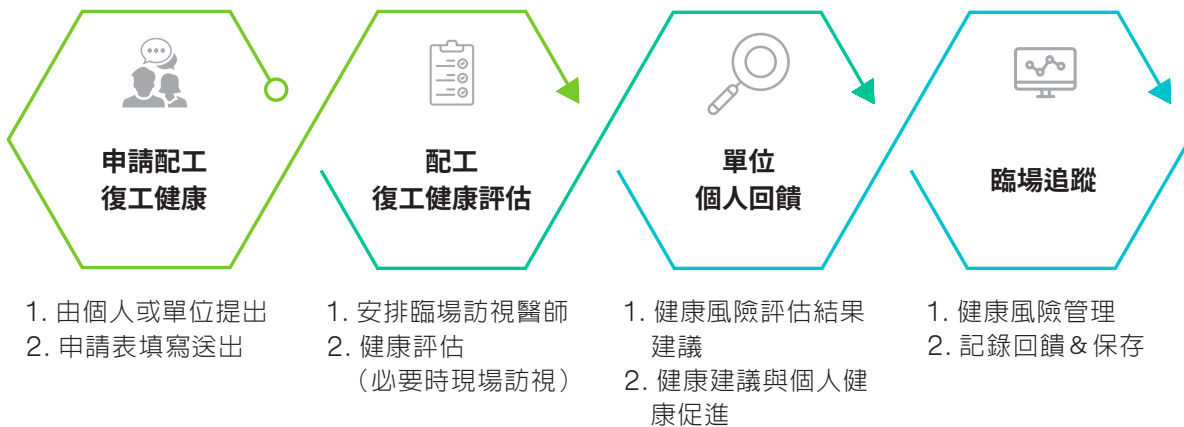 申請配工
復工健康
1. 由個人或單位提出
2. 申請表填寫送出
配工
復工健康評估
1. 安排臨場訪視醫師
2. 健康評估
（必要時現場訪視）
單位
個人回饋
1. 健康風險評估結果
建議
2. 健康建議與個人健
康促進
臨場追蹤
1. 健康風險管理
2. 記錄回饋＆保存